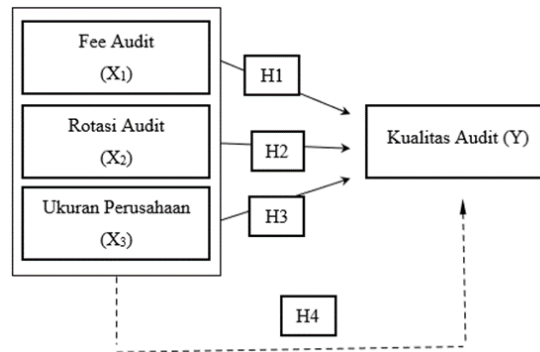 Fee Audit
(X₁)
H1
Rotasi Audit
(X₂)
H2
Kualitas Audit (Y)
Ukuran Perusahaan
(X₃)
H3
H4